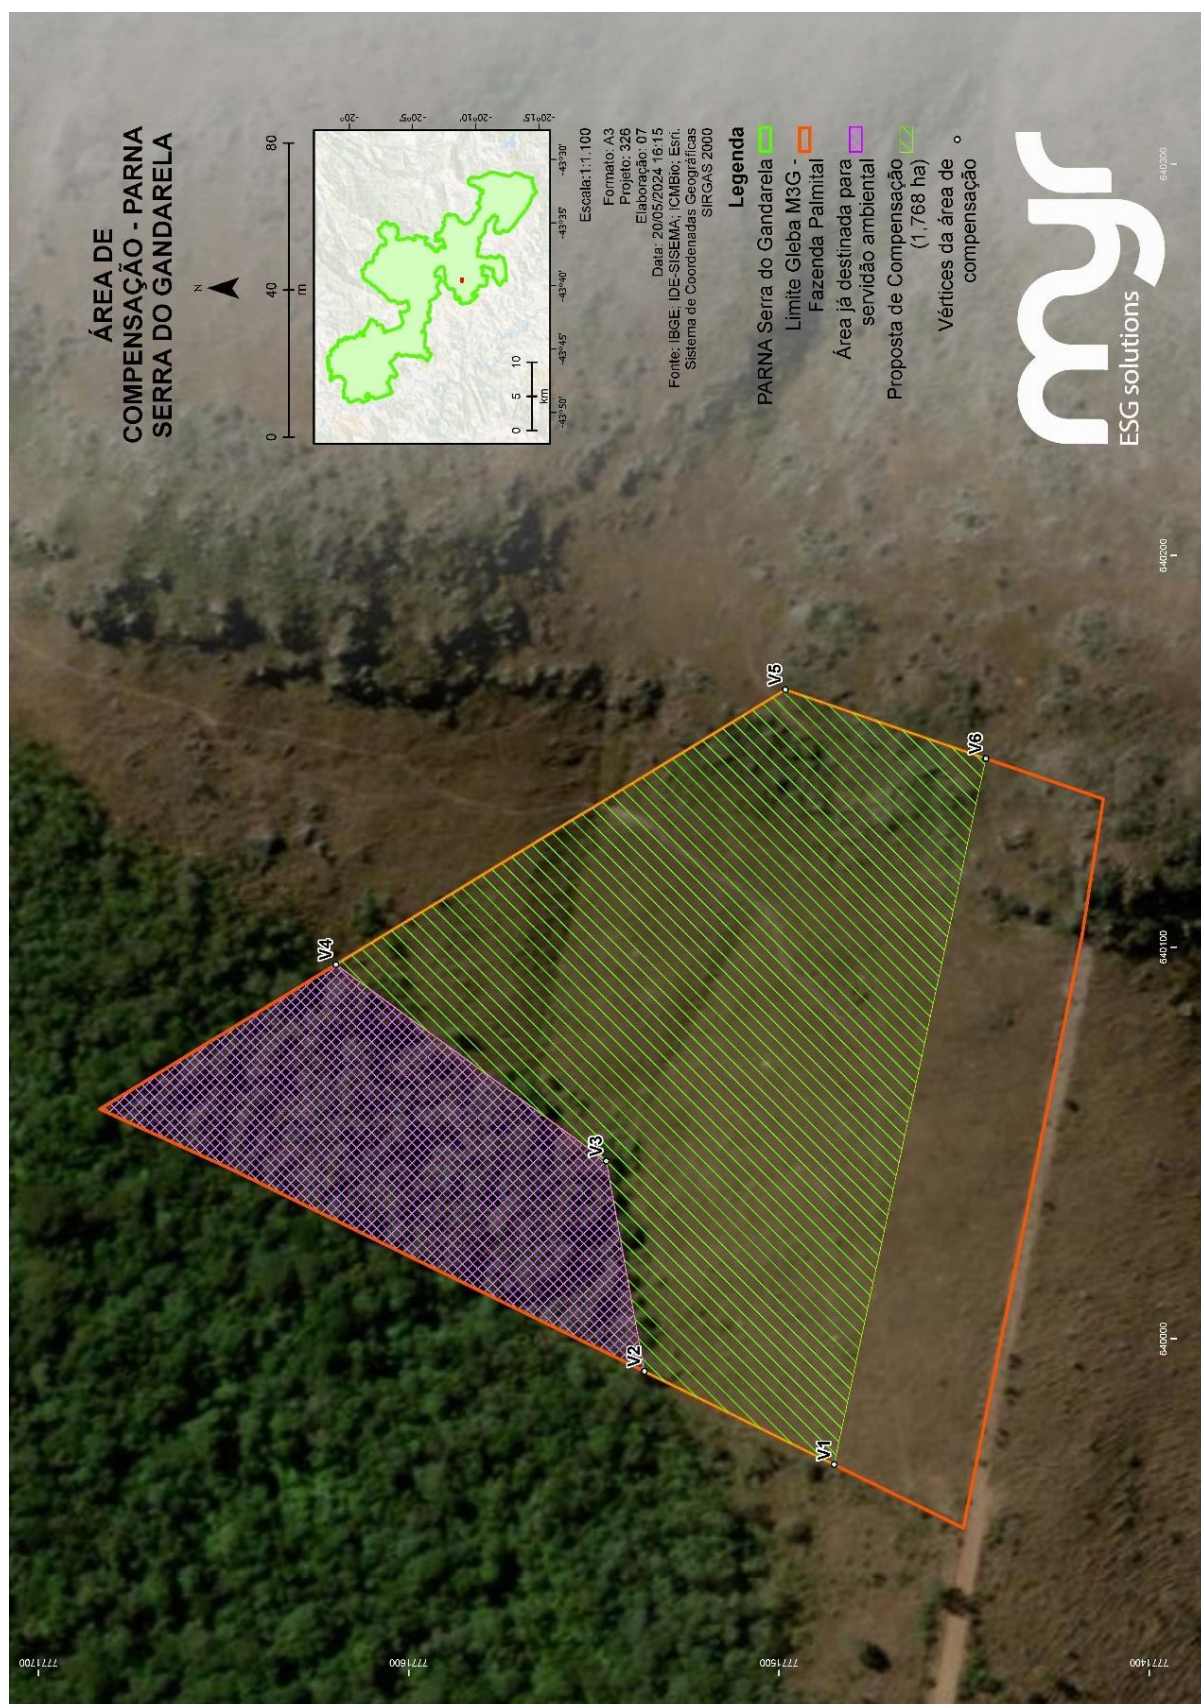 ÁREA DE
COMPENSAÇÃO - PARNA
SERRA DO GANDARELA
N
0 40 80
m
-20°
-20°5'
-20°10'
-20°15'
-43°50' -43°45' -43°40' -43°35' -43°30'
0 5 10
km
Escala:1:1.100
Formato: A3
Projeto: 326
Elaboração: 07
Data: 20/05/2024 16:15
Fonte: IBGE; IDE-SISEMA; ICMBio; Esri.
Sistema de Coordenadas Geográficas
SIRGAS 2000
Legenda
PARNA Serra do Gandarela
Limite Gleba M3G -
Fazenda Palmital
Área já destinada para
servidão ambiental
Proposta de Compensação
(1,768 ha)
Vértices da área de
compensação
myr
ESG solutions
V1
V2
V3
V4
V5
V6
7771700
7771600
7771500
7771400
640000 640100 640200 640300